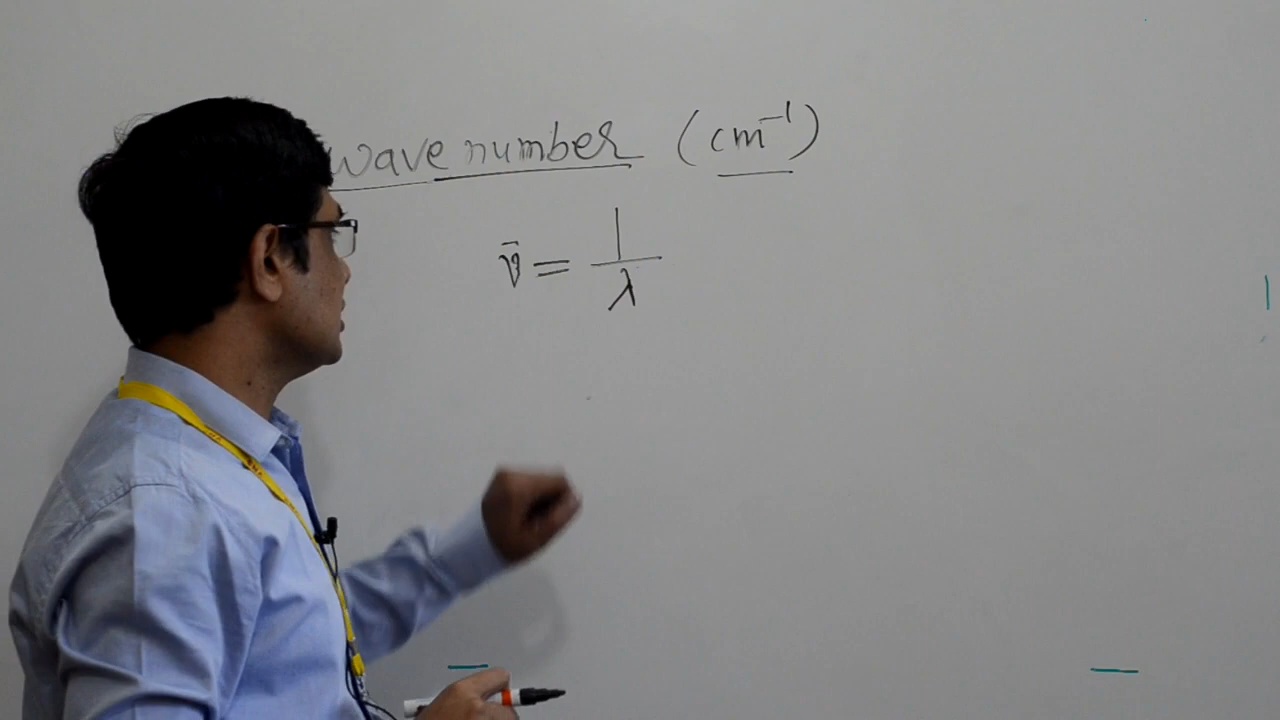 wave number (cm⁻¹)
ν̄ = 1/λ